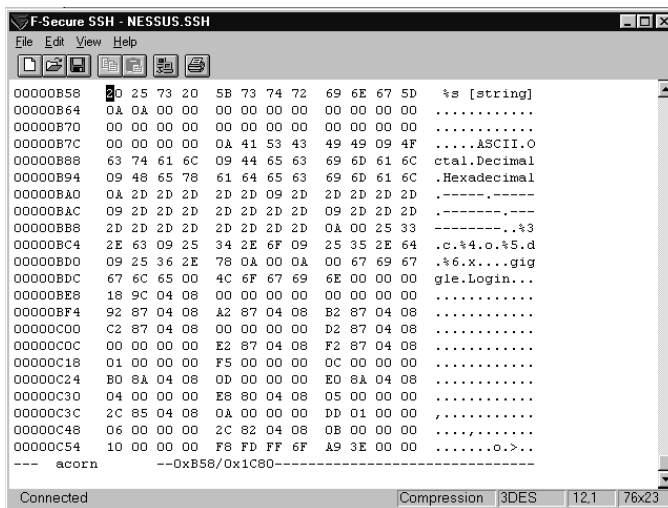 F-Secure SSH - NESSUS.SSH
File Edit View Help
00000B58 20 25 73 20 5B 73 74 72 69 6E 67 5D %s [string]
00000B64 0A 0A 00 00 00 00 00 00 00 00 00 00 ............
00000B70 00 00 00 00 00 00 00 00 00 00 00 00 ............
00000B7C 00 00 00 00 0A 41 53 43 49 49 09 4F .....ASCII.O
00000B88 63 74 61 6C 09 44 65 63 69 6D 61 6C ctal.Decimal
00000B94 09 48 65 78 61 64 65 63 69 6D 61 6C .Hexadecimal
00000BA0 0A 2D 2D 2D 2D 2D 09 2D 2D 2D 2D 2D .-----.-----
00000BAC 09 2D 2D 2D 2D 2D 2D 2D 09 2D 2D 2D .-------.---
00000BB8 2D 2D 2D 2D 2D 2D 2D 2D 0A 00 25 33 --------..%3
00000BC4 2E 63 09 25 34 2E 6F 09 25 35 2E 64 .c.%4.o.%5.d
00000BD0 09 25 36 2E 78 0A 00 0A 00 67 69 67 .%6.x....gig
00000BDC 67 6C 65 00 4C 6F 67 69 6E 00 00 00 gle.Login...
00000BE8 18 9C 04 08 00 00 00 00 00 00 00 00 ............
00000BF4 92 87 04 08 A2 87 04 08 B2 87 04 08 ............
00000C00 C2 87 04 08 00 00 00 00 D2 87 04 08 ............
00000C0C 00 00 00 00 E2 87 04 08 F2 87 04 08 ............
00000C18 01 00 00 00 F5 00 00 00 0C 00 00 00 ............
00000C24 B0 8A 04 08 0D 00 00 00 E0 8A 04 08 ............
00000C30 04 00 00 00 E8 80 04 08 05 00 00 00 ............
00000C3C 2C 85 04 08 0A 00 00 00 DD 01 00 00 ,...........
00000C48 06 00 00 00 2C 82 04 08 0B 00 00 00 ....,.......
00000C54 10 00 00 00 F8 FD FF 6F A9 3E 00 00 .......o.>..
--- acorn --0xB58/0x1C80--------------------------------
Connected Compression 3DES 12,1 76x23